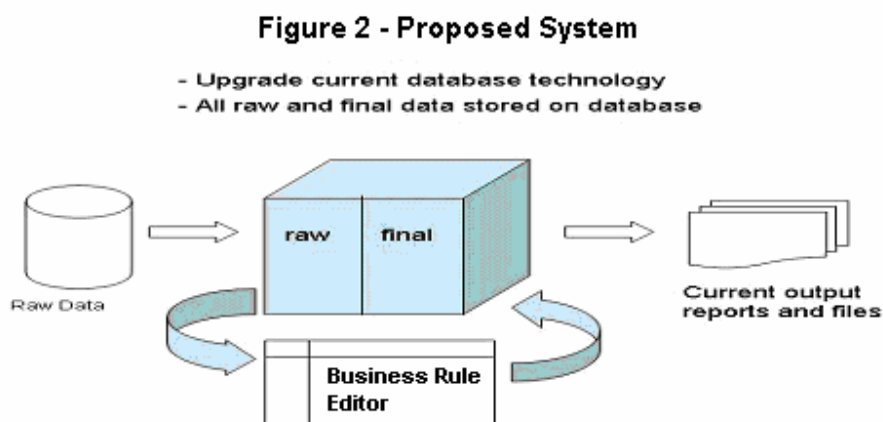 Figure 2 - Proposed System
- Upgrade current database technology
- All raw and final data stored on database
raw
final
Raw Data
Current output
reports and files
Business Rule
Editor